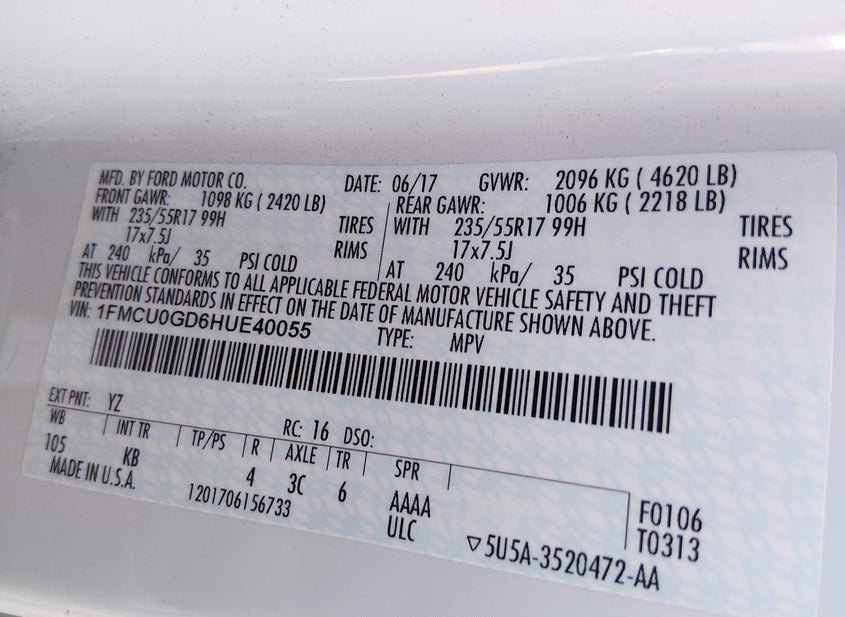 MFD. BY FORD MOTOR CO. DATE: 06/17 GVWR: 2096 KG ( 4620 LB)
FRONT GAWR: 1098 KG ( 2420 LB) REAR GAWR: 1006 KG ( 2218 LB)
WITH 235/55R17 99H TIRES WITH 235/55R17 99H TIRES
17x7.5J RIMS 17x7.5J RIMS
AT 240 kPa/ 35 PSI COLD AT 240 kPa/ 35 PSI COLD
THIS VEHICLE CONFORMS TO ALL APPLICABLE FEDERAL MOTOR VEHICLE SAFETY AND THEFT
PREVENTION STANDARDS IN EFFECT ON THE DATE OF MANUFACTURE SHOWN ABOVE.
VIN: 1FMCU0GD6HUE40055 TYPE: MPV
EXT PNT: YZ RC: 16 DSO:
WB INT TR TP/PS R AXLE TR SPR
105 KB 4 3C 6 AAAA F0106
MADE IN U.S.A. 1201706156733 ULC T0313
▽5U5A-3520472-AA